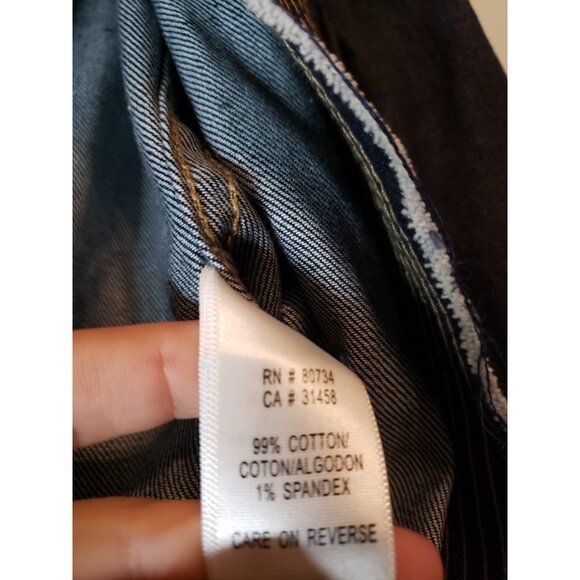 RN # 80734
CA # 31458
99% COTTON/
COTON/ALGODON
1% SPANDEX
CARE ON REVERSE